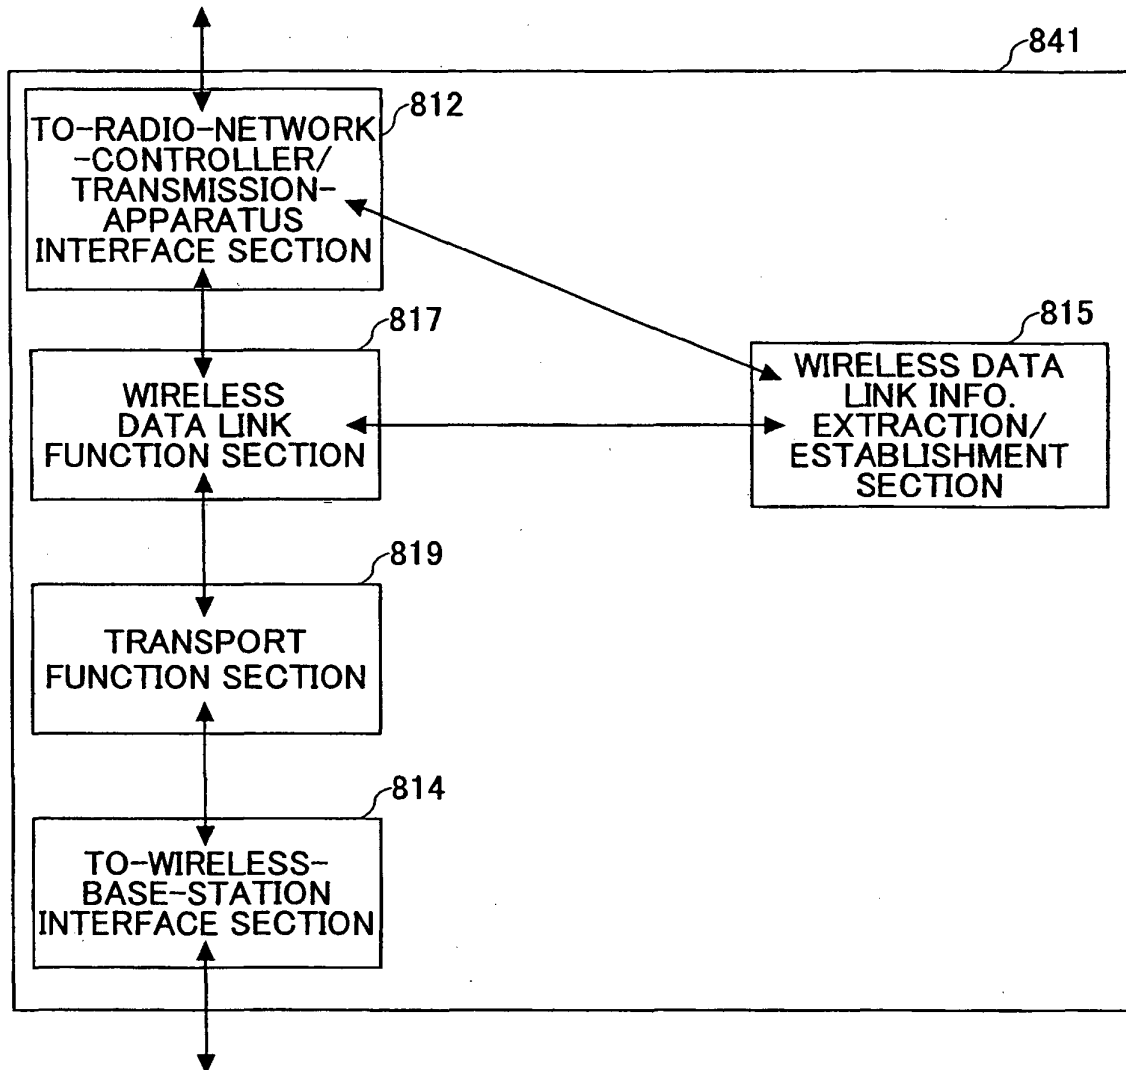 841
812
TO-RADIO-NETWORK
-CONTROLLER/
TRANSMISSION-
APPARATUS
INTERFACE SECTION
817
WIRELESS
DATA LINK
FUNCTION SECTION
815
WIRELESS DATA
LINK INFO.
EXTRACTION/
ESTABLISHMENT
SECTION
819
TRANSPORT
FUNCTION SECTION
814
TO-WIRELESS-
BASE-STATION
INTERFACE SECTION